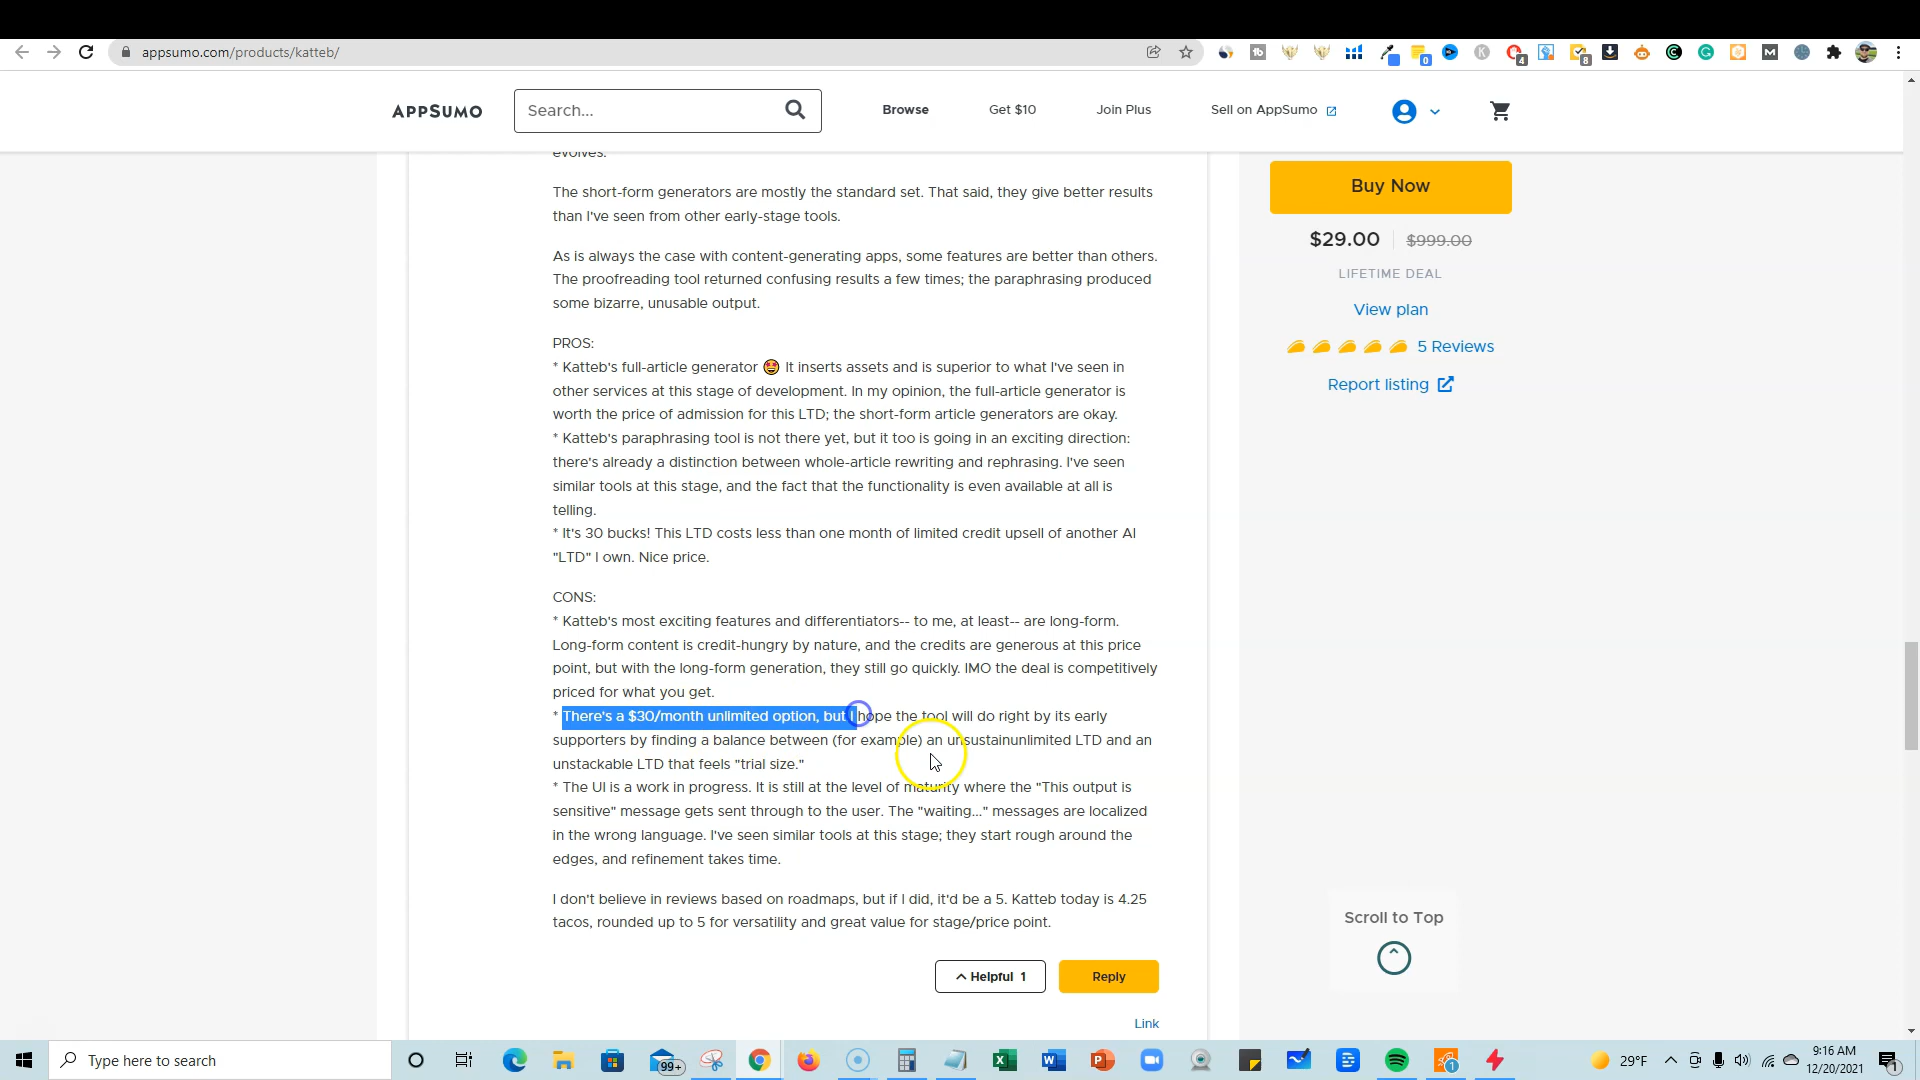 appsumo.com/products/katteb/
4
0
8
APPSUMO
Search...
Browse
Get $10
Join Plus
Sell on AppSumo
evolves.
The short-form generators are mostly the standard set. That said, they give better results
than I've seen from other early-stage tools.
As is always the case with content-generating apps, some features are better than others.
The proofreading tool returned confusing results a few times; the paraphrasing produced
some bizarre, unusable output.
PROS:
* Katteb's full-article generator 🤩 It inserts assets and is superior to what I've seen in
other services at this stage of development. In my opinion, the full-article generator is
worth the price of admission for this LTD; the short-form article generators are okay.
* Katteb's paraphrasing tool is not there yet, but it too is going in an exciting direction:
there's already a distinction between whole-article rewriting and rephrasing. I've seen
similar tools at this stage, and the fact that the functionality is even available at all is
telling.
* It's 30 bucks! This LTD costs less than one month of limited credit upsell of another AI
"LTD" I own. Nice price.
CONS:
* Katteb's most exciting features and differentiators-- to me, at least-- are long-form.
Long-form content is credit-hungry by nature, and the credits are generous at this price
point, but with the long-form generation, they still go quickly. IMO the deal is competitively
priced for what you get.
* There's a $30/month unlimited option, but I hope the tool will do right by its early
supporters by finding a balance between (for example) an unsustainunlimited LTD and an
unstackable LTD that feels "trial size."
* The UI is a work in progress. It is still at the level of maturity where the "This output is
sensitive" message gets sent through to the user. The "waiting..." messages are localized
in the wrong language. I've seen similar tools at this stage; they start rough around the
edges, and refinement takes time.
I don't believe in reviews based on roadmaps, but if I did, it'd be a 5. Katteb today is 4.25
tacos, rounded up to 5 for versatility and great value for stage/price point.
Helpful 1
Reply
Link
Buy Now
$29.00 $999.00
LIFETIME DEAL
View plan
5 Reviews
Report listing
Scroll to Top
Type here to search
99+
1
29°F
9:16 AM
12/20/2021
1